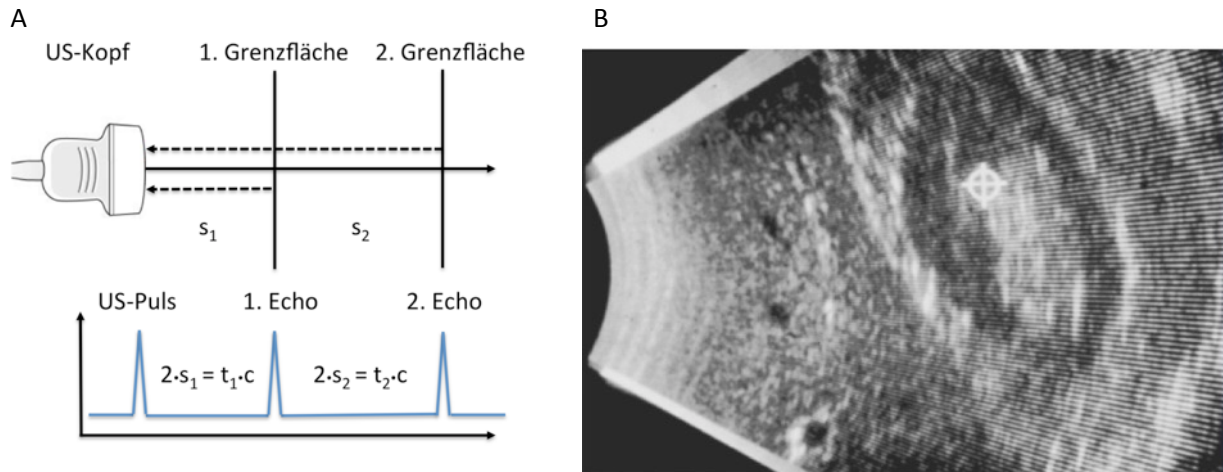 A
B
US-Kopf
1. Grenzfläche
2. Grenzfläche
s₁
s₂
US-Puls
1. Echo
2. Echo
2·s₁ = t₁·c
2·s₂ = t₂·c